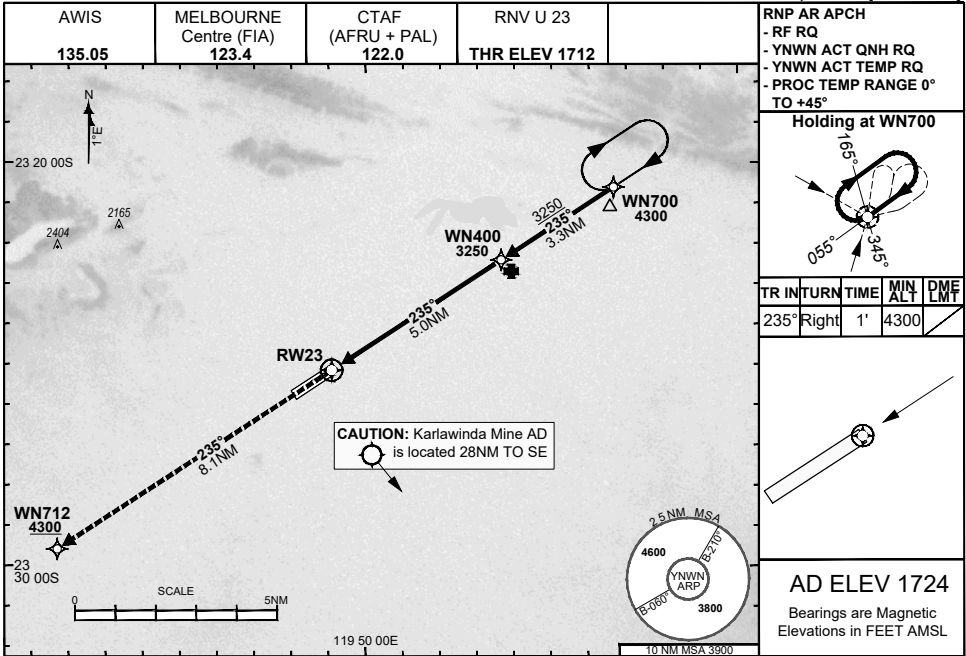 AWIS
135.05
MELBOURNE
Centre (FIA)
123.4
CTAF
(AFRU + PAL)
122.0
RNV U 23
THR ELEV 1712
RNP AR APCH
- RF RQ
- YNWN ACT QNH RQ
- YNWN ACT TEMP RQ
- PROC TEMP RANGE 0°
TO +45°
N
1°E
23 20 00S
2165
2404
WN700
4300
3250
235°
3.3NM
WN400
3250
235°
5.0NM
RW23
CAUTION: Karlawinda Mine AD
is located 28NM TO SE
235°
8.1NM
WN712
4300
23
30 00S
SCALE
0
5NM
119 50 00E
25NM MSA
4600
B-210°
YNWN
ARP
B-060°
3800
10 NM MSA 3900
Holding at WN700
165°
055°
345°
TR IN TURN TIME MIN ALT DME LMT
235° Right 1' 4300
AD ELEV 1724
Bearings are Magnetic
Elevations in FEET AMSL